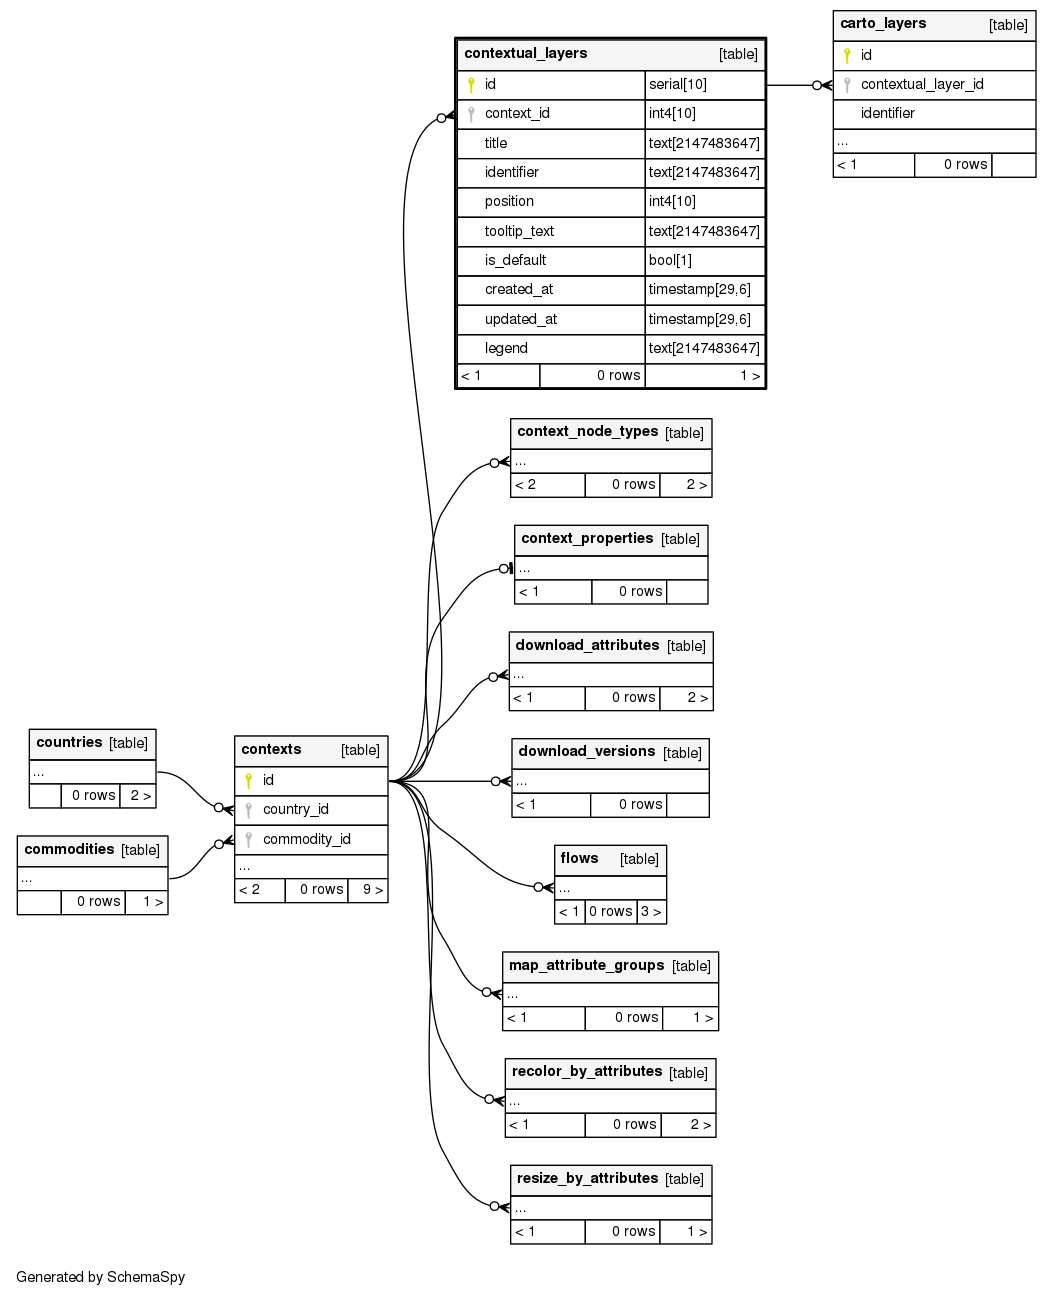 carto_layers [table]
id
contextual_layer_id
identifier
...
< 1 0 rows
contextual_layers [table]
id serial[10]
context_id int4[10]
title text[2147483647]
identifier text[2147483647]
position int4[10]
tooltip_text text[2147483647]
is_default bool[1]
created_at timestamp[29,6]
updated_at timestamp[29,6]
legend text[2147483647]
< 1 0 rows 1 >
context_node_types [table]
...
< 2 0 rows 2 >
context_properties [table]
...
< 1 0 rows
download_attributes [table]
...
< 1 0 rows 2 >
countries [table]
...
0 rows 2 >
commodities [table]
...
0 rows 1 >
contexts [table]
id
country_id
commodity_id
...
< 2 0 rows 9 >
download_versions [table]
...
< 1 0 rows
flows [table]
...
< 1 0 rows 3 >
map_attribute_groups [table]
...
< 1 0 rows 1 >
recolor_by_attributes [table]
...
< 1 0 rows 2 >
resize_by_attributes [table]
...
< 1 0 rows 1 >
Generated by SchemaSpy